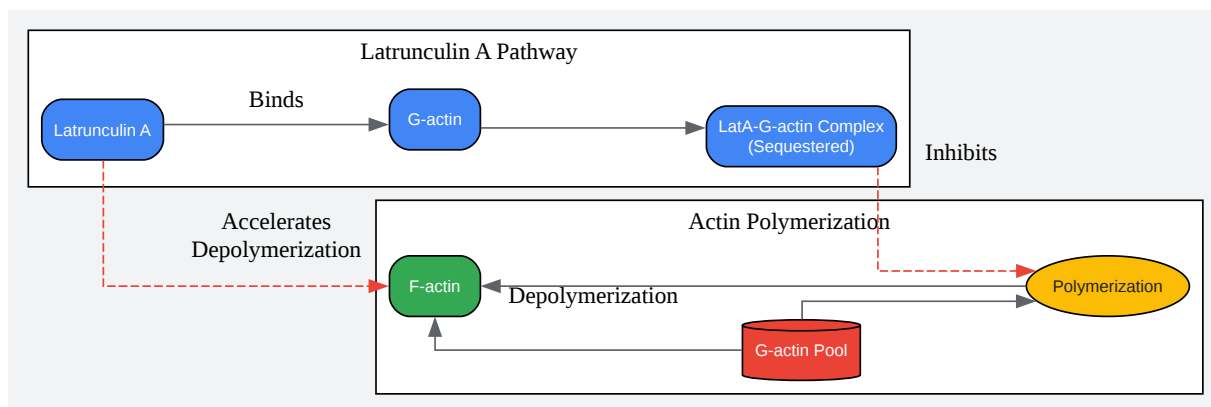 Latrunculin A Pathway
Binds
Latrunculin A
G-actin
LatA-G-actin Complex
(Sequestered)
Inhibits
Accelerates
Depolymerization
Actin Polymerization
F-actin
Depolymerization
Polymerization
G-actin Pool